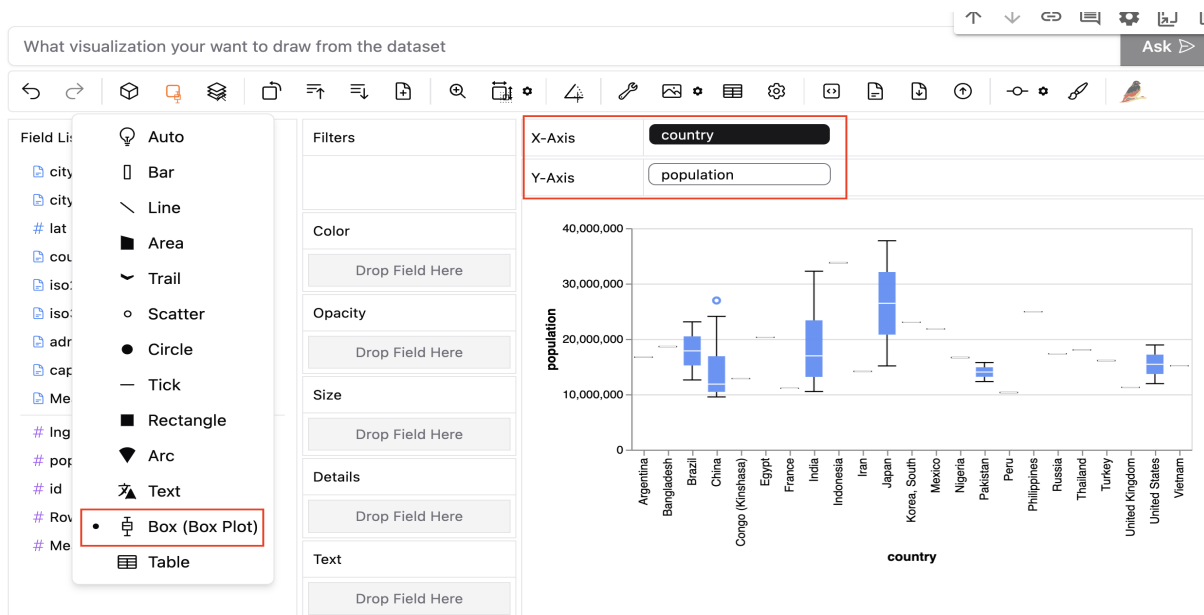 What visualization your want to draw from the dataset
Ask
Field Lis
city
city
# lat
cou
iso
iso
adr
cap
Me
# lng
# pop
# id
# Row
# Me
Auto
Bar
Line
Area
Trail
Scatter
Circle
Tick
Rectangle
Arc
Text
Box (Box Plot)
Table
Filters
Color
Drop Field Here
Opacity
Drop Field Here
Size
Drop Field Here
Details
Drop Field Here
Text
Drop Field Here
X-Axis
country
Y-Axis
population
population
40,000,000
30,000,000
20,000,000
10,000,000
0
Argentina
Bangladesh
Brazil
China
Congo (Kinshasa)
Egypt
France
India
Indonesia
Iran
Japan
Korea, South
Mexico
Nigeria
Pakistan
Peru
Philippines
Russia
Thailand
Turkey
United Kingdom
United States
Vietnam
country